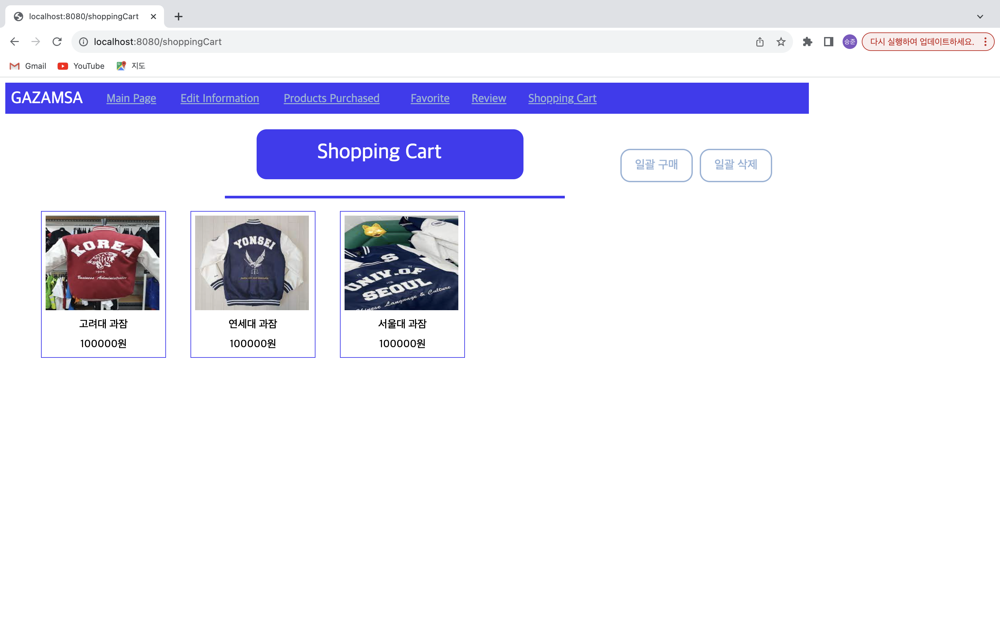 localhost:8080/shoppingCart
localhost:8080/shoppingCart
승준
다시 실행하여 업데이트하세요.
Gmail YouTube 지도
GAZAMSA Main Page Edit Information Products Purchased Favorite Review Shopping Cart
Shopping Cart
일괄 구매 일괄 삭제
KOREA
1905
Business Administration
YONSEI
S
UNIV.OF
SEOUL
Chinese Language & Culture
고려대 과잠 연세대 과잠 서울대 과잠
100000원 100000원 100000원